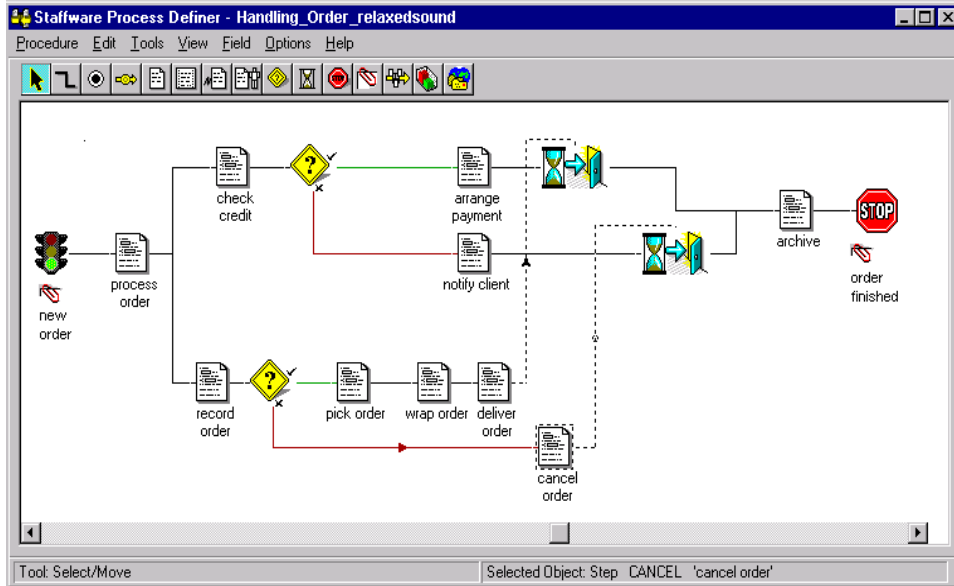 Staffware Process Definer - Handling_Order_relaxedsound
Procedure Edit Tools View Field Options Help
check
credit
?
arrange
payment
archive
STOP
process
order
notify client
order
finished
new
order
?
record
order
pick order
wrap order
deliver
order
cancel
order
Tool: Select/Move
Selected Object: Step CANCEL 'cancel order'